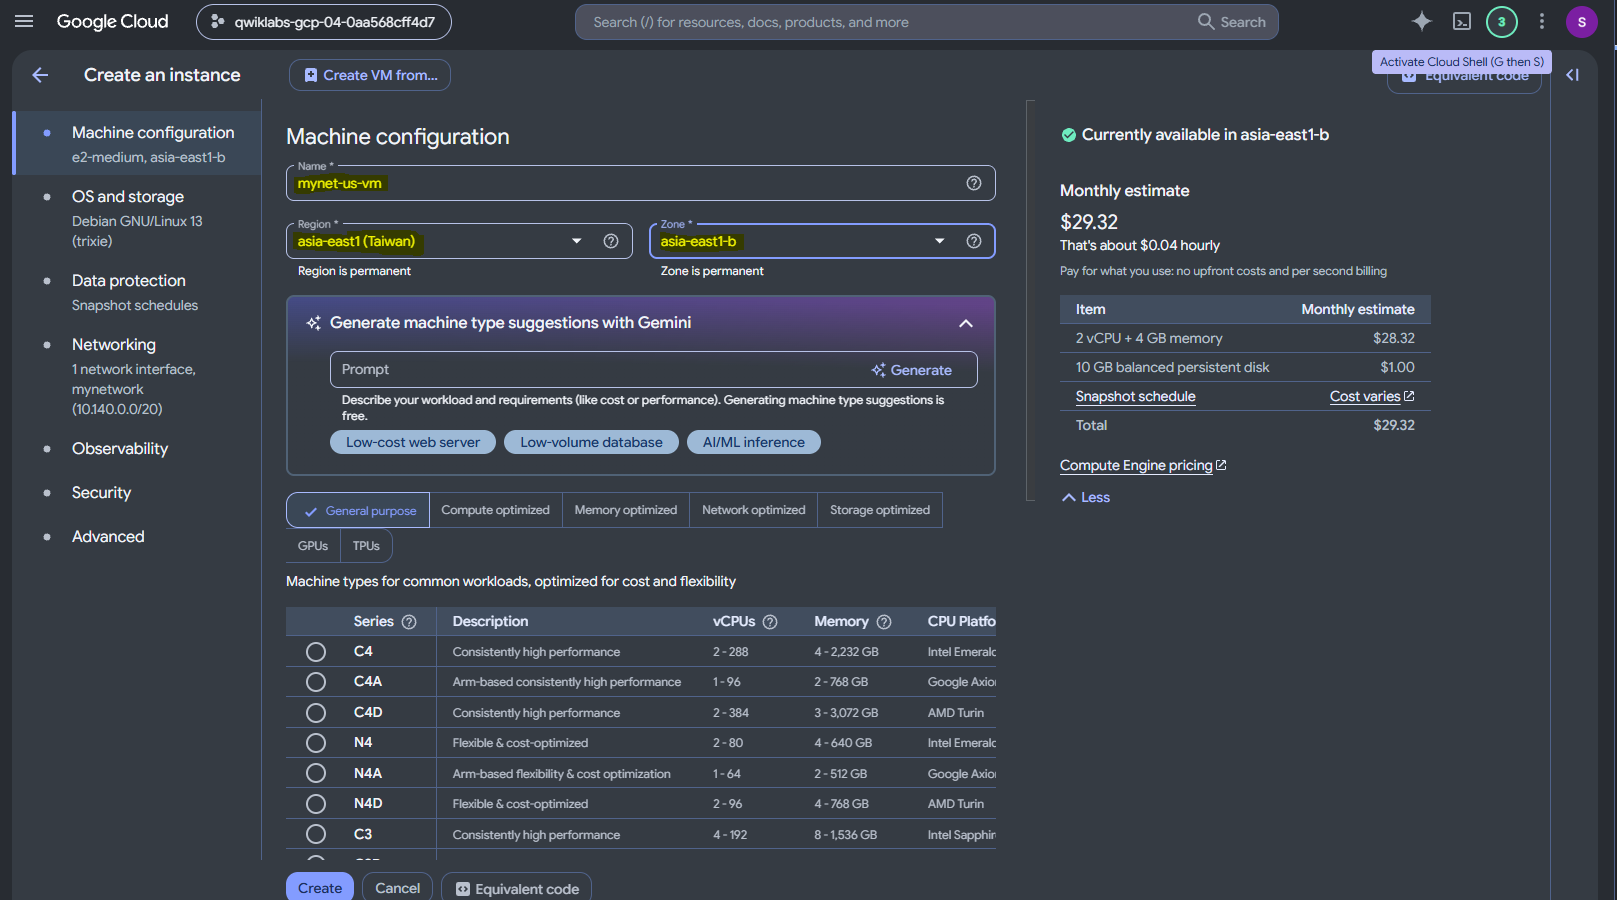 Google Cloud
qwiklabs-gcp-04-0aa568cff4d7
Search (/) for resources, docs, products, and more
Search
3
S
Create an instance
Create VM from...
Activate Cloud Shell (G then S)
Equivalent code
Machine configuration
e2-medium, asia-east1-b
OS and storage
Debian GNU/Linux 13
(trixie)
Data protection
Snapshot schedules
Networking
1 network interface,
mynetwork
(10.140.0.0/20)
Observability
Security
Advanced
Machine configuration
Name *
mynet-us-vm
Region *
asia-east1 (Taiwan)
Region is permanent
Zone *
asia-east1-b
Zone is permanent
Generate machine type suggestions with Gemini
Prompt
Generate
Describe your workload and requirements (like cost or performance). Generating machine type suggestions is
free.
Low-cost web server
Low-volume database
AI/ML inference
General purpose
Compute optimized
Memory optimized
Network optimized
Storage optimized
GPUs
TPUs
Machine types for common workloads, optimized for cost and flexibility
Series Description vCPUs Memory CPU Platfo
C4 Consistently high performance 2 - 288 4 - 2,232 GB Intel Emeral
C4A Arm-based consistently high performance 1 - 96 2 - 768 GB Google Axio
C4D Consistently high performance 2 - 384 3 - 3,072 GB AMD Turin
N4 Flexible & cost-optimized 2 - 80 4 - 640 GB Intel Emeral
N4A Arm-based flexibility & cost optimization 1 - 64 2 - 512 GB Google Axio
N4D Flexible & cost-optimized 2 - 96 4 - 768 GB AMD Turin
C3 Consistently high performance 4 - 192 8 - 1,536 GB Intel Sapphir
Create
Cancel
Equivalent code
Currently available in asia-east1-b
Monthly estimate
$29.32
That's about $0.04 hourly
Pay for what you use: no upfront costs and per second billing
Item Monthly estimate
2 vCPU + 4 GB memory $28.32
10 GB balanced persistent disk $1.00
Snapshot schedule Cost varies
Total $29.32
Compute Engine pricing
Less